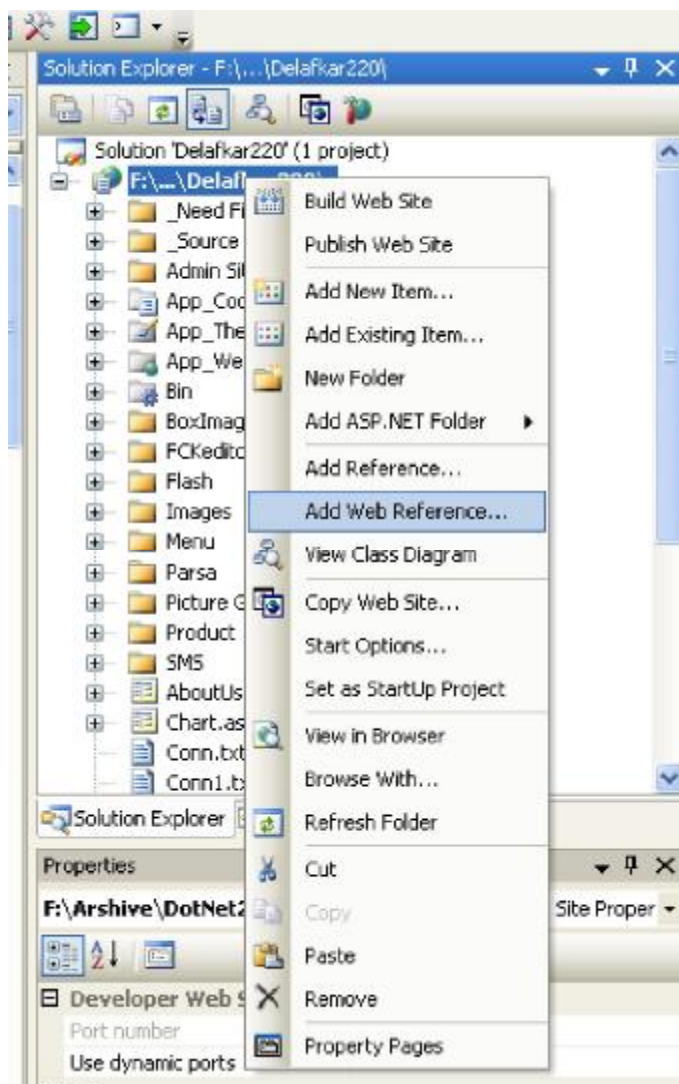 Solution Explorer - F:\...\Delafkar220\
Solution 'Delafkar220' (1 project)
F:\...\Delaf
_Need Fi
_Source
Admin Si
App_Coc
App_The
App_We
Bin
BoxImag
FCKedito
Flash
Images
Menu
Parsa
Picture G
Product
SMS
AboutUs
Chart.as
Conn.txt
Conn1.tx
Build Web Site
Publish Web Site
Add New Item...
Add Existing Item...
New Folder
Add ASP.NET Folder
Add Reference...
Add Web Reference...
View Class Diagram
Copy Web Site...
Start Options...
Set as StartUp Project
View in Browser
Browse With...
Refresh Folder
Cut
Copy
Paste
Remove
Property Pages
Solution Explorer
Properties
F:\Arshive\DotNet2 Site Proper
Developer Web S
Port number
Use dynamic ports